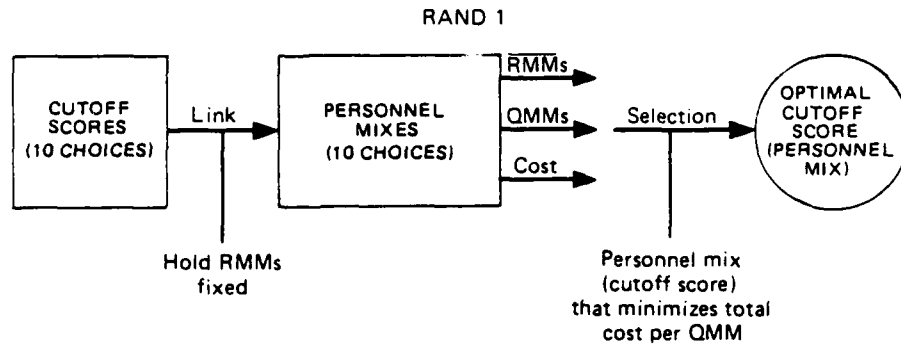 RAND 1
CUTOFF
SCORES
(10 CHOICES)
Link
Hold RMMs
fixed
PERSONNEL
MIXES
(10 CHOICES)
RMMs
QMMs
Cost
Selection
Personnel mix
(cutoff score)
that minimizes total
cost per QMM
OPTIMAL
CUTOFF
SCORE
(PERSONNEL
MIX)